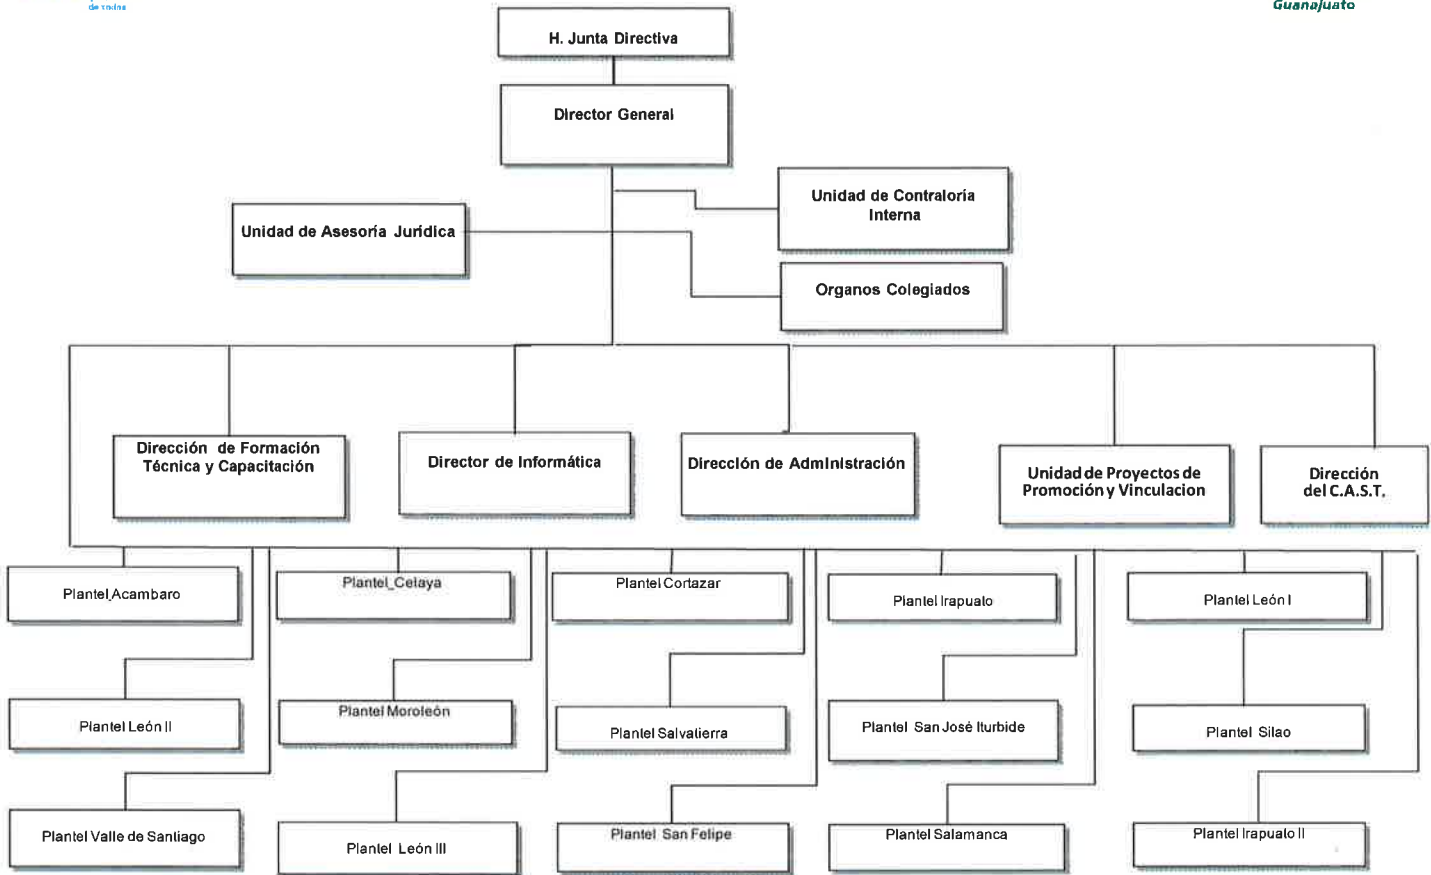 Guanajuato
H. Junta Directiva
Director General
Unidad de Contraloría
Interna
Unidad de Asesoría Jurídica
Organos Colegiados
Dirección de Formación
Técnica y Capacitación
Director de Informática
Dirección de Administración
Unidad de Proyectos de
Promoción y Vinculacion
Dirección
del C.A.S.T.
Plantel Acambaro
Plantel Celaya
Plantel Cortazar
Plantel Irapuato
Plantel León I
Plantel León II
Plantel Moroleón
Plantel Salvatierra
Plantel San José Iturbide
Plantel Silao
Plantel Valle de Santiago
Plantel León III
Plantel San Felipe
Plantel Salamanca
Plantel Irapuato II